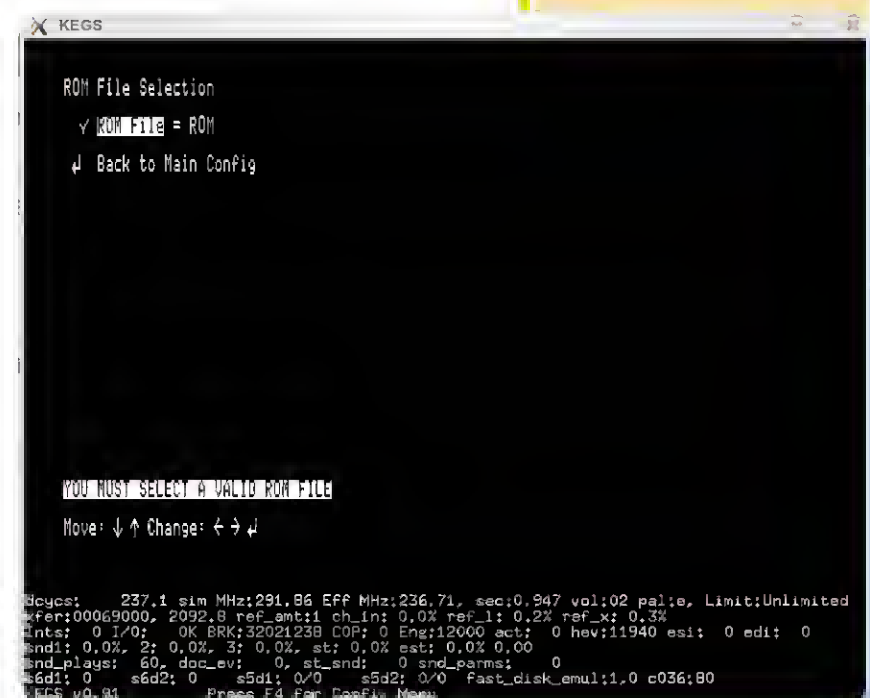 KEGS
ROM File Selection
√ ROM File = ROM
↲ Back to Main Config
YOU MUST SELECT A VALID ROM FILE
Move: ↓ ↑ Change: ← → ↲
dcycs: 237.1 sim MHz:291.86 Eff MHz:236.71, sec:0.947 vol:02 pal:e, Limit:Unlimited
xfer:00069000, 2092.8 ref_amt:1 ch_in: 0.0% ref_l: 0.2% ref_x: 0.3%
Ints: 0 I/O: 0K BRK:32021238 COP: 0 Eng:12000 act: 0 hev:11940 esi: 0 edi: 0
snd1: 0.0%, 2: 0.0%, 3: 0.0%, st: 0.0% est: 0.0% 0.00
snd_plays: 60, doc_ev: 0, st_snd: 0 snd_parms: 0
s6d1: 0 s6d2: 0 s5d1: 0/0 s5d2: 0/0 fast_disk_emul:1,0 c036:80
KEGS v0.91 Press F4 for Config Menu